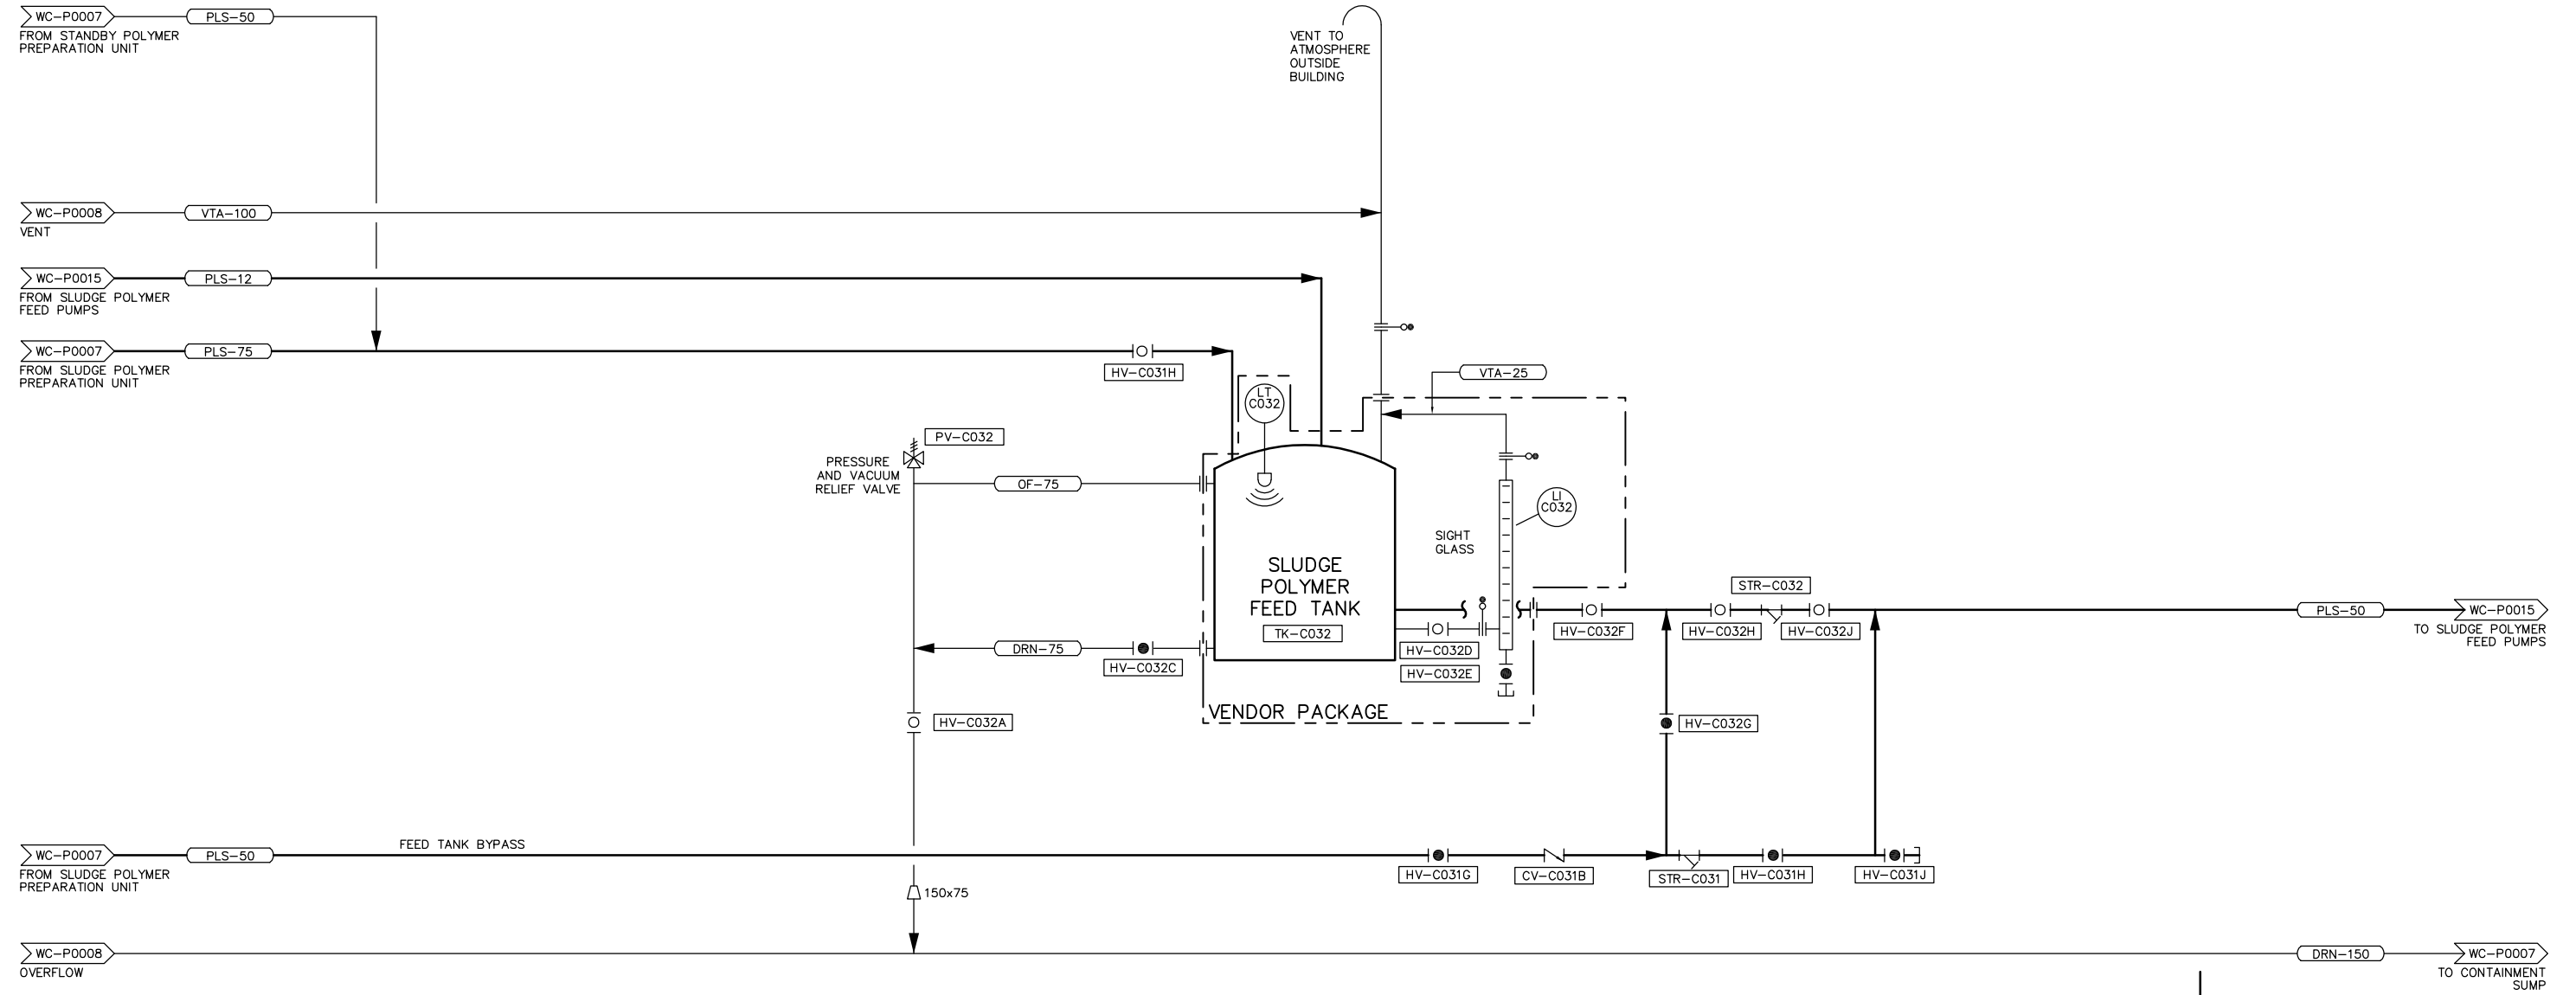 WC-P0007
PLS-50
FROM STANDBY POLYMER
PREPARATION UNIT
VENT TO
ATMOSPHERE
OUTSIDE
BUILDING
WC-P0008
VTA-100
VENT
WC-P0015
PLS-12
FROM SLUDGE POLYMER
FEED PUMPS
WC-P0007
PLS-75
FROM SLUDGE POLYMER
PREPARATION UNIT
HV-C031H
VTA-25
LT
C032
PV-C032
PRESSURE
AND VACUUM
RELIEF VALVE
OF-75
LI
C032
SIGHT
GLASS
SLUDGE
POLYMER
FEED TANK
TK-C032
STR-C032
HV-C032F
HV-C032H
HV-C032J
PLS-50
WC-P0015
TO SLUDGE POLYMER
FEED PUMPS
DRN-75
HV-C032C
HV-C032D
HV-C032E
VENDOR PACKAGE
HV-C032A
HV-C032G
WC-P0007
PLS-50
FEED TANK BYPASS
FROM SLUDGE POLYMER
PREPARATION UNIT
HV-C031G
CV-C031B
STR-C031
HV-C031H
HV-C031J
150x75
WC-P0008
OVERFLOW
DRN-150
WC-P0007
TO CONTAINMENT
SUMP